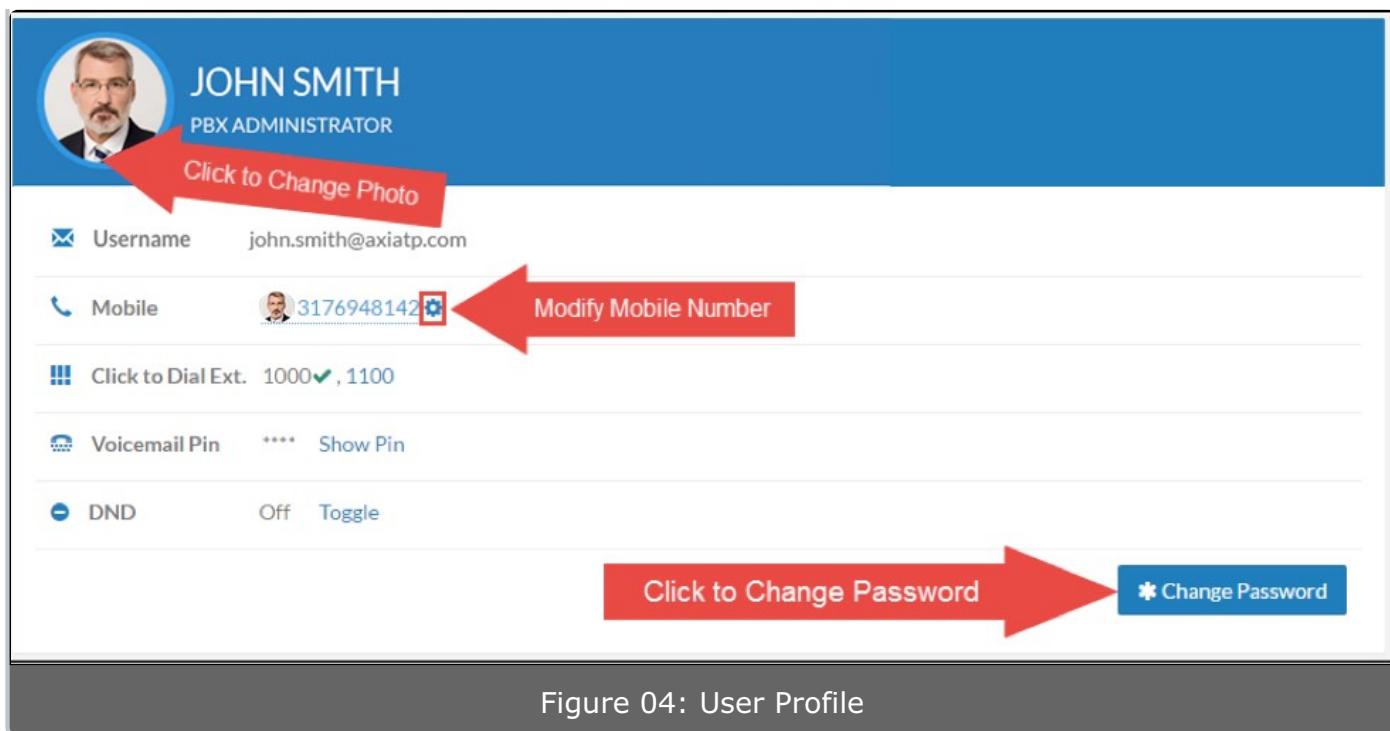 JOHN SMITH
PBX ADMINISTRATOR
Click to Change Photo
Username john.smith@axiatp.com
Mobile 3176948142 Modify Mobile Number
Click to Dial Ext. 1000✔, 1100
Voicemail Pin **** Show Pin
DND Off Toggle
Click to Change Password ✱ Change Password
Figure 04: User Profile